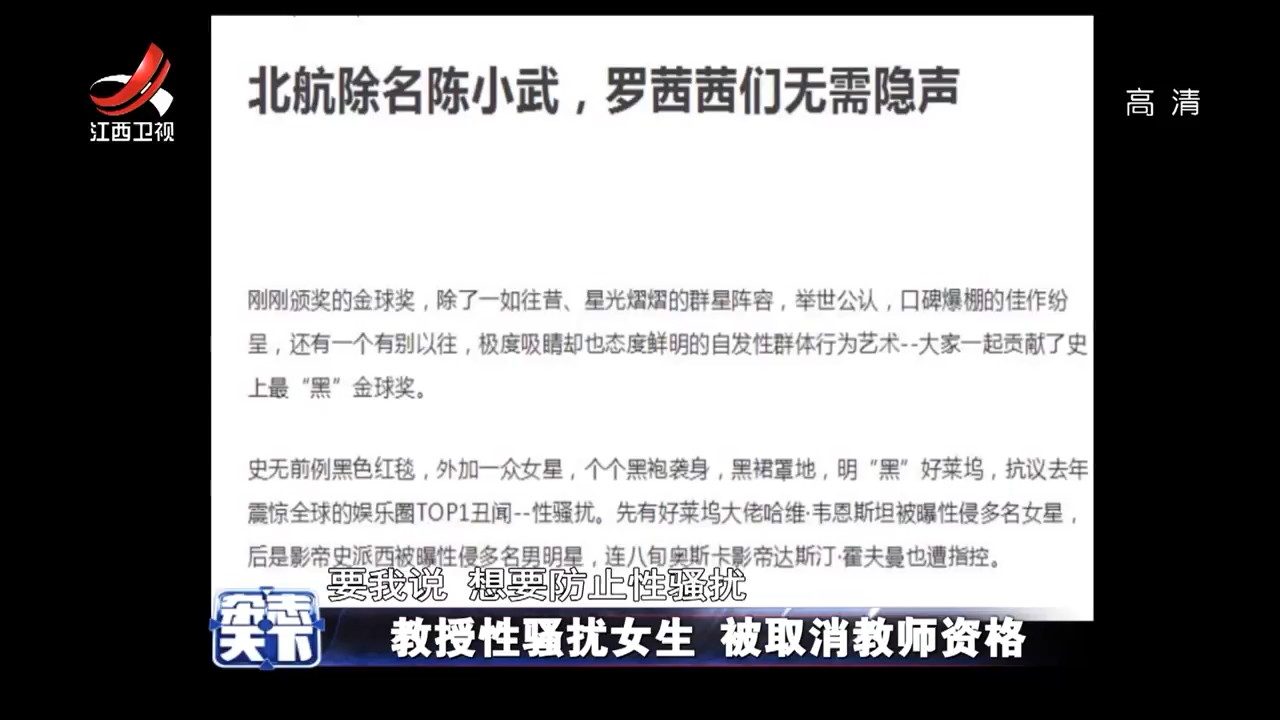 江西卫视
高清
北航除名陈小武，罗茜茜们无需隐声
刚刚颁奖的金球奖，除了一如往昔、星光熠熠的群星阵容，举世公认，口碑爆棚的佳作纷
呈，还有一个有别以往，极度吸睛却也态度鲜明的自发性群体行为艺术--大家一起贡献了史
上最“黑”金球奖。
史无前例黑色红毯，外加一众女星，个个黑袍袭身，黑裙罩地，明“黑”好莱坞，抗议去年
震惊全球的娱乐圈TOP1丑闻--性骚扰。先有好莱坞大佬哈维·韦恩斯坦被曝性侵多名女星，
后是影帝史派西被曝性侵多名男明星，连八旬奥斯卡影帝达斯汀·霍夫曼也遭指控。
要我说 想要防止性骚扰
杂志天下
教授性骚扰女生 被取消教师资格